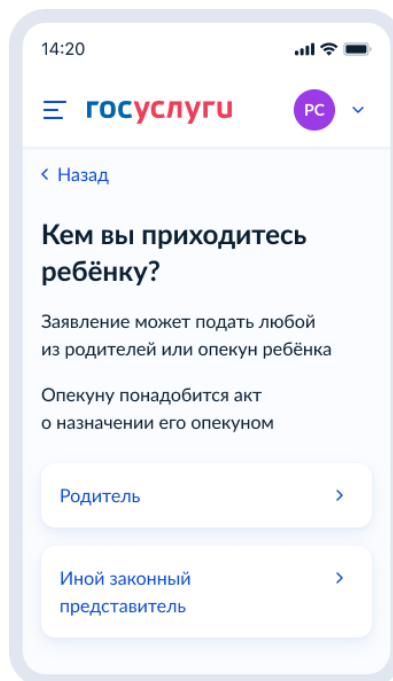 14:20
госуслуги
РС
Назад
Кем вы приходитесь
ребёнку?
Заявление может подать любой
из родителей или опекун ребёнка
Опекуну понадобится акт
о назначении его опекуном
Родитель
Иной законный
представитель